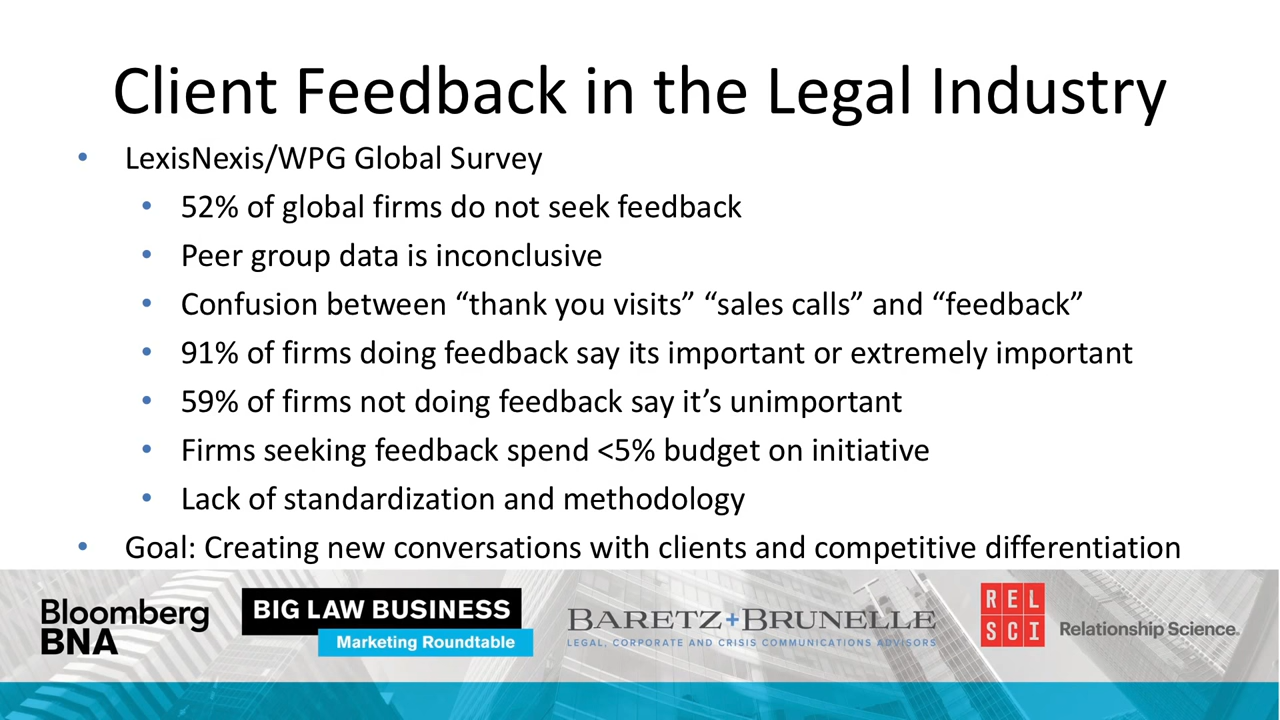 Client Feedback in the Legal Industry
• LexisNexis/WPG Global Survey
• 52% of global firms do not seek feedback
• Peer group data is inconclusive
• Confusion between “thank you visits” “sales calls” and “feedback”
• 91% of firms doing feedback say its important or extremely important
• 59% of firms not doing feedback say it’s unimportant
• Firms seeking feedback spend <5% budget on initiative
• Lack of standardization and methodology
• Goal: Creating new conversations with clients and competitive differentiation
Bloomberg
BNA
BIG LAW BUSINESS
Marketing Roundtable
BARETZ+BRUNELLE
LEGAL, CORPORATE AND CRISIS COMMUNICATIONS ADVISORS
REL
SCI
Relationship Science.